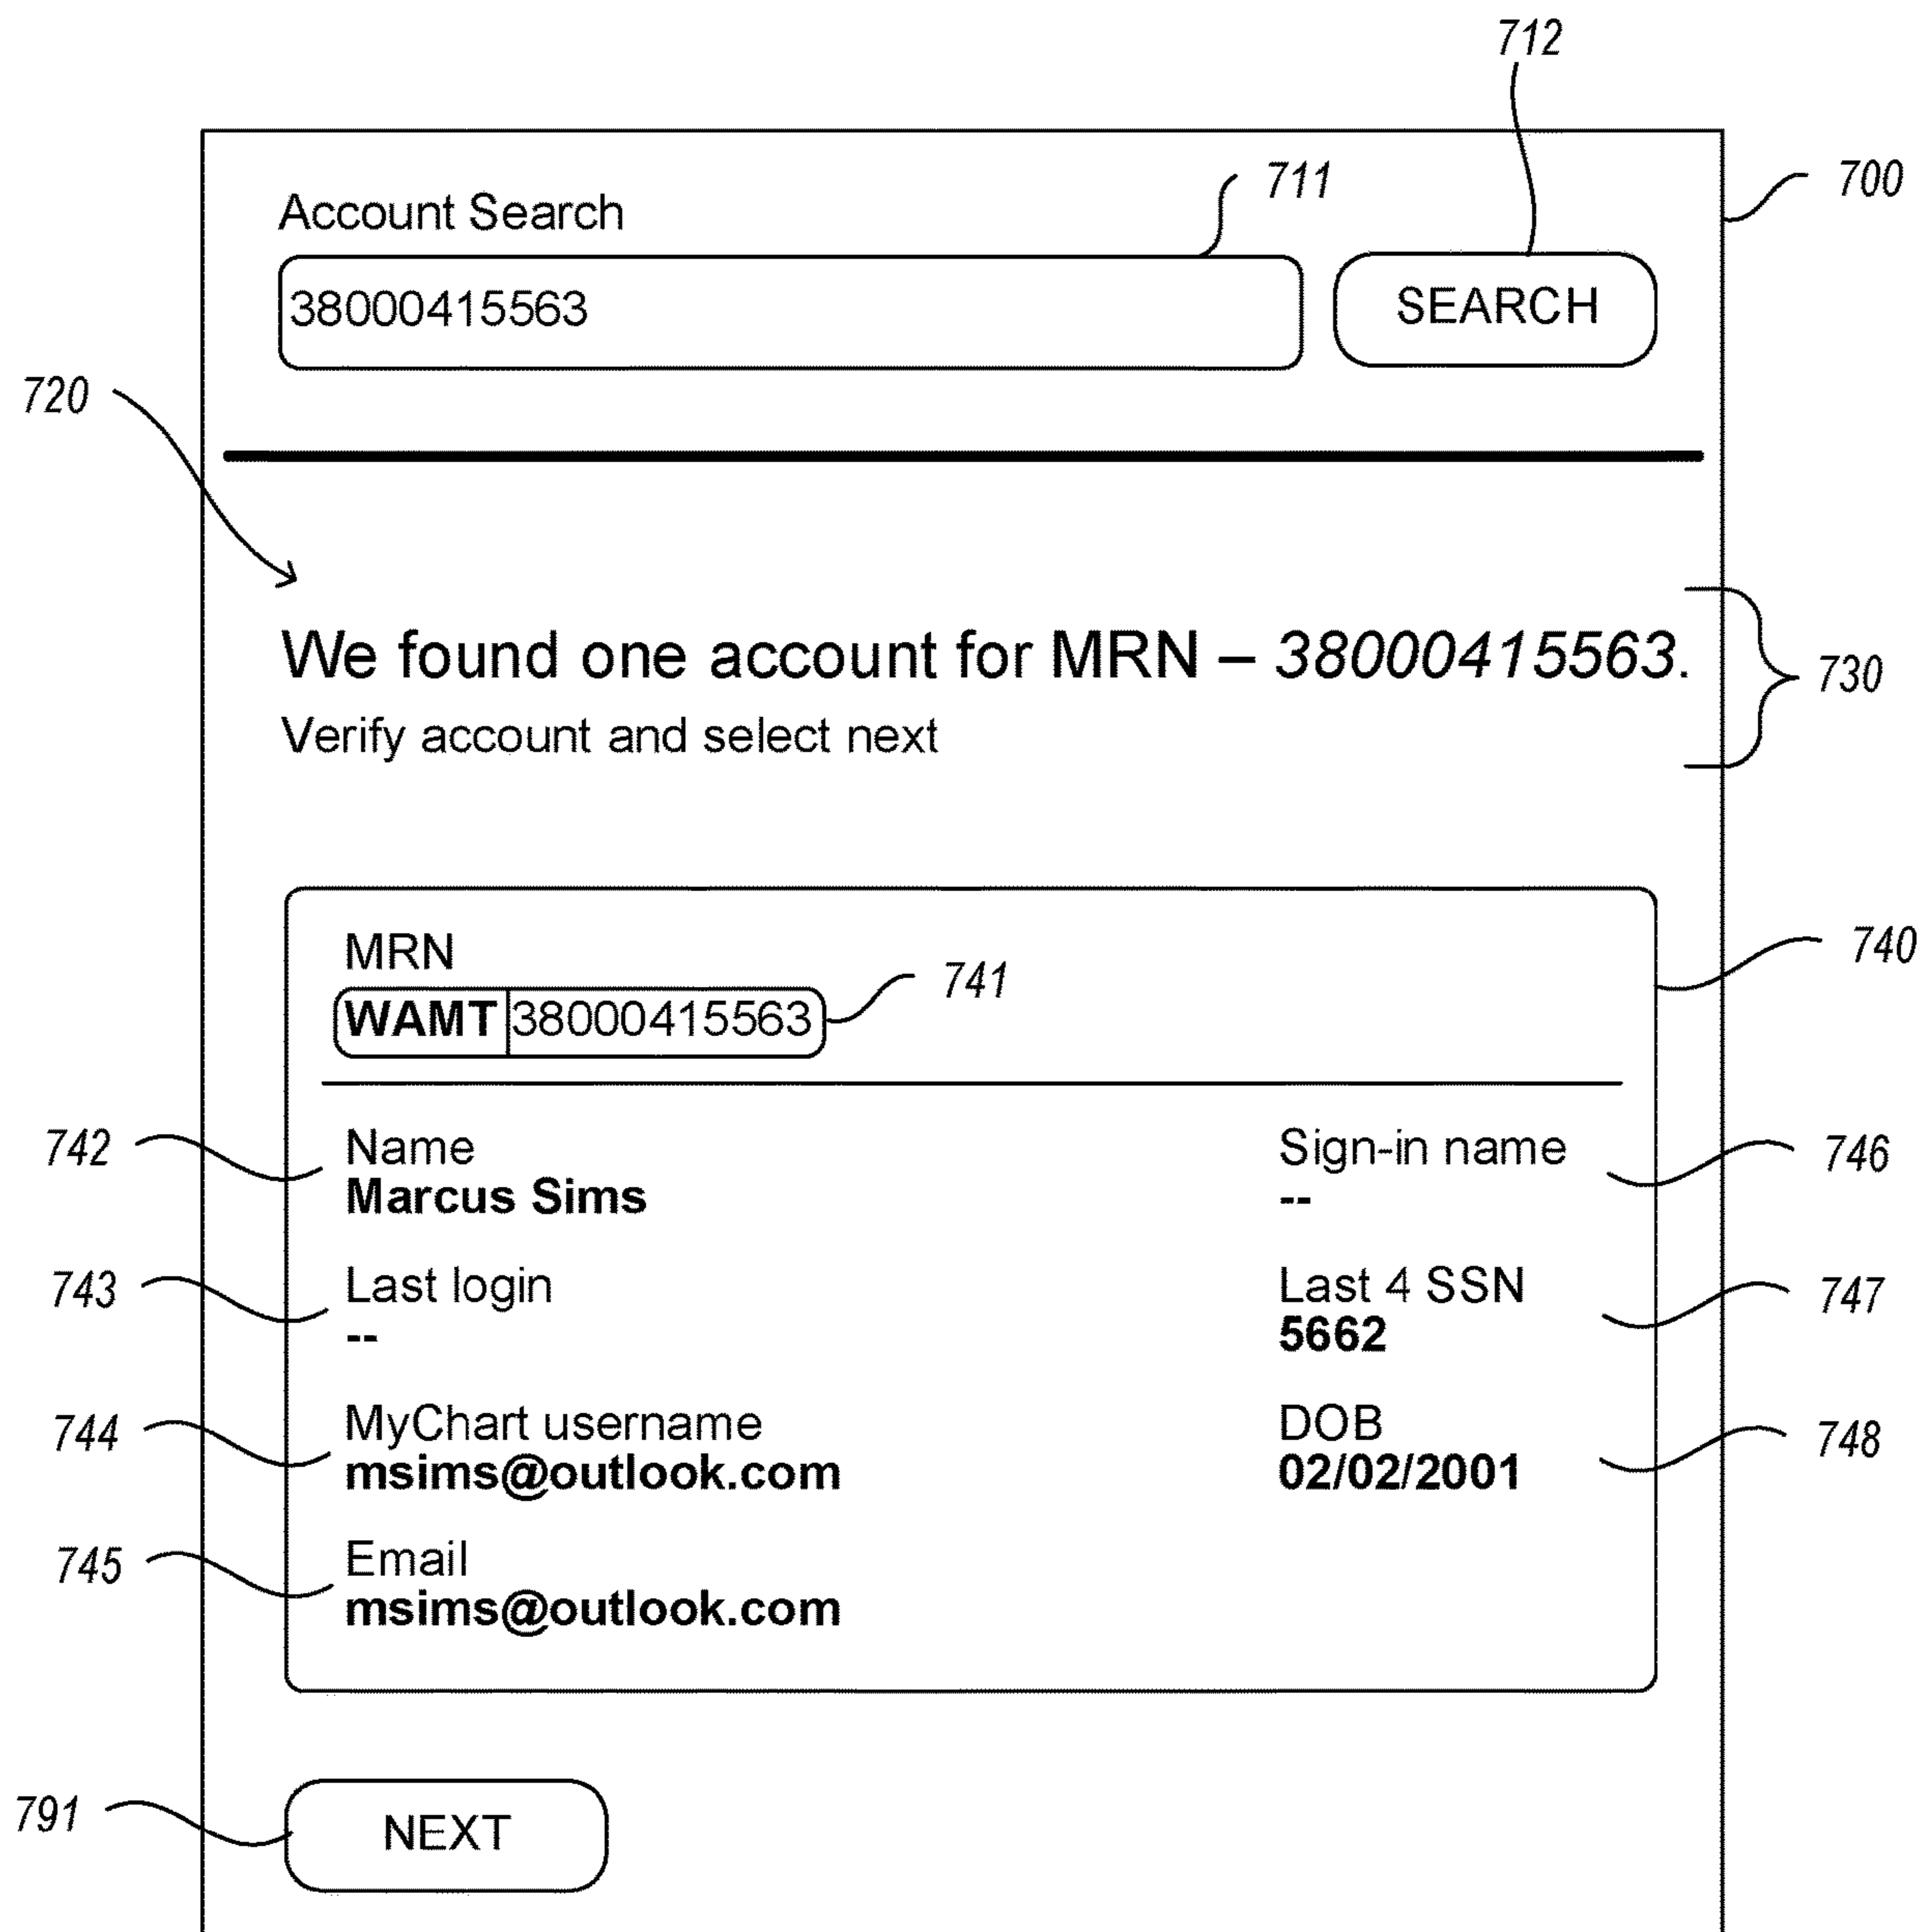 712
711
700
Account Search
38000415563
SEARCH
720
We found one account for MRN – 38000415563.
730
Verify account and select next
MRN
740
WAMT 38000415563
741
742
Name
Sign-in name
746
Marcus Sims
--
743
Last login
Last 4 SSN
747
--
5662
744
MyChart username
DOB
748
msims@outlook.com
02/02/2001
745
Email
msims@outlook.com
791
NEXT